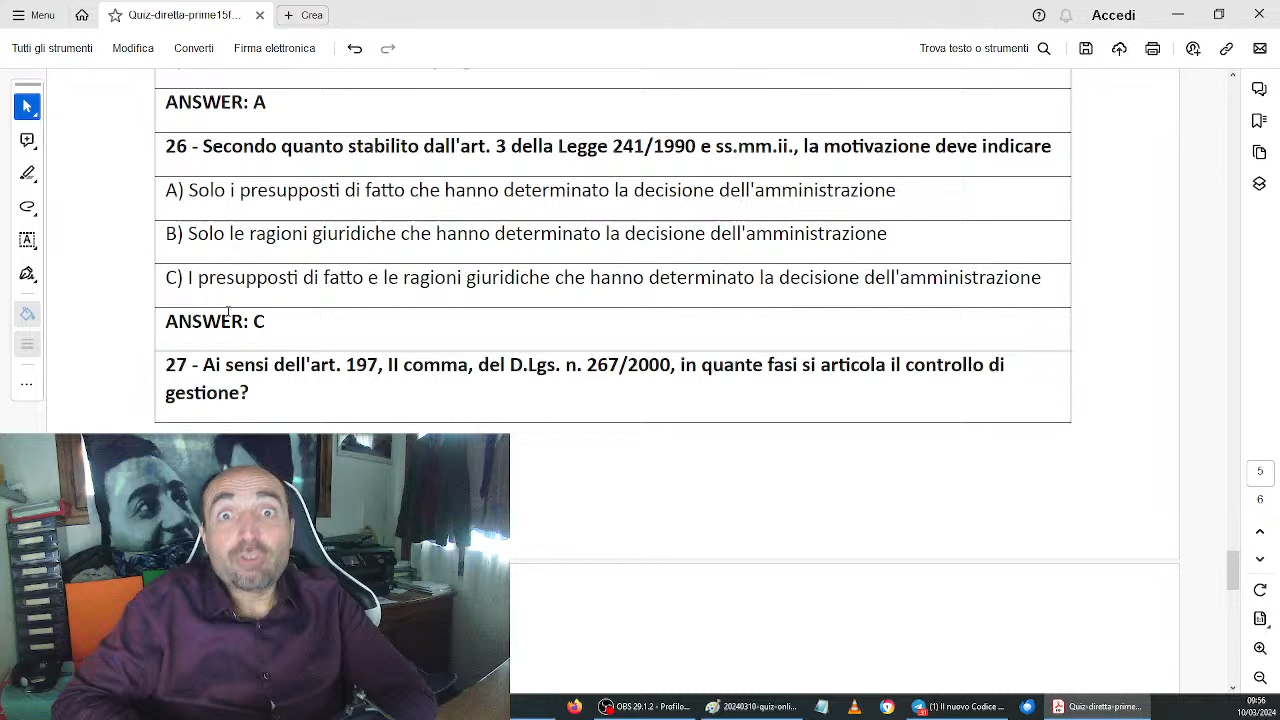 Menu
Quiz-diretta-prime15f...
Crea
Accedi
Tutti gli strumenti
Modifica
Converti
Firma elettronica
Trova testo o strumenti
ANSWER: A
26 - Secondo quanto stabilito dall'art. 3 della Legge 241/1990 e ss.mm.ii., la motivazione deve indicare
A) Solo i presupposti di fatto che hanno determinato la decisione dell'amministrazione
B) Solo le ragioni giuridiche che hanno determinato la decisione dell'amministrazione
C) I presupposti di fatto e le ragioni giuridiche che hanno determinato la decisione dell'amministrazione
ANSWER: C
27 - Ai sensi dell'art. 197, II comma, del D.Lgs. n. 267/2000, in quante fasi si articola il controllo di
gestione?
5
6
OBS 29.1.2 - Profilo...
20240310-quiz-onli...
(1) Il nuovo Codice ...
Quiz-diretta-prime...
09:56
10/06/2024